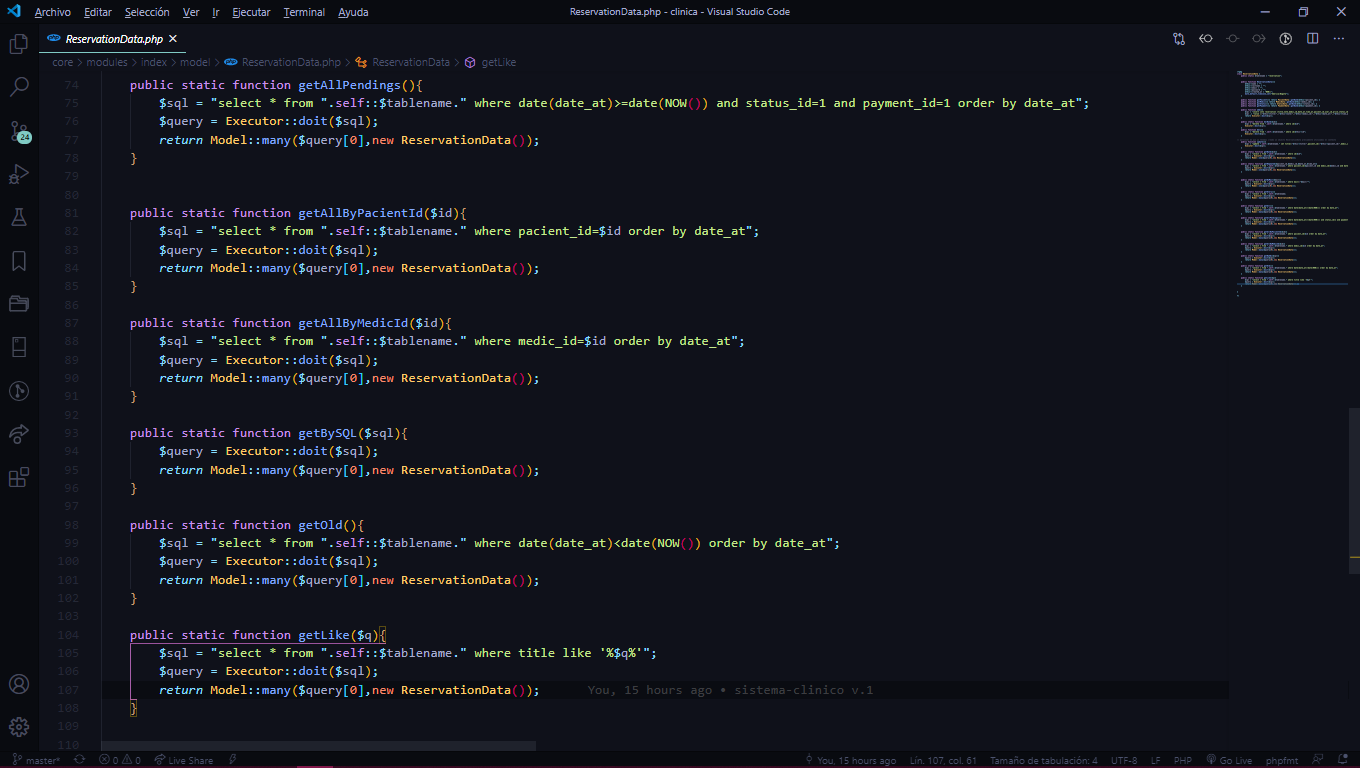 Archivo Editar Selección Ver Ir Ejecutar Terminal Ayuda
ReservationData.php - clinica - Visual Studio Code
ReservationData.php
core > modules > index > model > ReservationData.php > ReservationData > getLike
74 public static function getAllPendings(){
75 $sql = "select * from ".self::$tablename." where date(date_at)>=date(NOW()) and status_id=1 and payment_id=1 order by date_at";
76 $query = Executor::doit($sql);
77 return Model::many($query[0],new ReservationData());
78 }
79
80
81 public static function getAllByPacientId($id){
82 $sql = "select * from ".self::$tablename." where pacient_id=$id order by date_at";
83 $query = Executor::doit($sql);
84 return Model::many($query[0],new ReservationData());
85 }
86
87 public static function getAllByMedicId($id){
88 $sql = "select * from ".self::$tablename." where medic_id=$id order by date_at";
89 $query = Executor::doit($sql);
90 return Model::many($query[0],new ReservationData());
91 }
92
93 public static function getBySQL($sql){
94 $query = Executor::doit($sql);
95 return Model::many($query[0],new ReservationData());
96 }
97
98 public static function getOld(){
99 $sql = "select * from ".self::$tablename." where date(date_at)<date(NOW()) order by date_at";
100 $query = Executor::doit($sql);
101 return Model::many($query[0],new ReservationData());
102 }
103
104 public static function getLike($q){
105 $sql = "select * from ".self::$tablename." where title like '%$q%'";
106 $query = Executor::doit($sql);
107 return Model::many($query[0],new ReservationData()); You, 15 hours ago • sistema-clinico v.1
108 }
109
110
24
master* 0 0 Live Share You, 15 hours ago Lín. 107, col. 61 Tamaño de tabulación: 4 UTF-8 LF PHP Go Live phpfmt